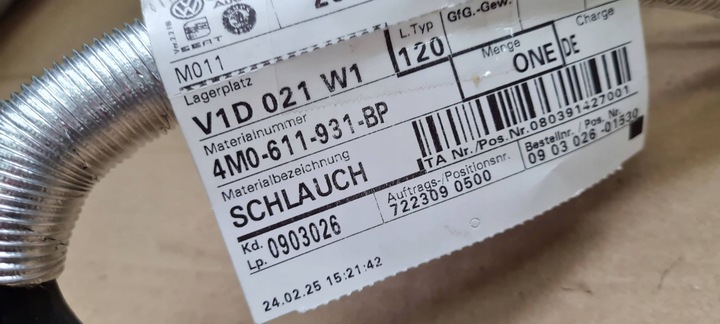 SEAT
M011
L.Typ
GfG.-Gew.
Lagerplatz
120
Menge
Charge
V1D 021 W1
ONE
DE
Materialnummer
4M0-611-931-BP
Materialbezeichnung
TA Nr./Pos.Nr.080391427001
SCHLAUCH
Auftrags-/Positionsnr.
Bestellnr. / Pos.
722309 0500
09 03 026 -01530
Kd.
Lp. 0903026
24.02.25 15:21:42